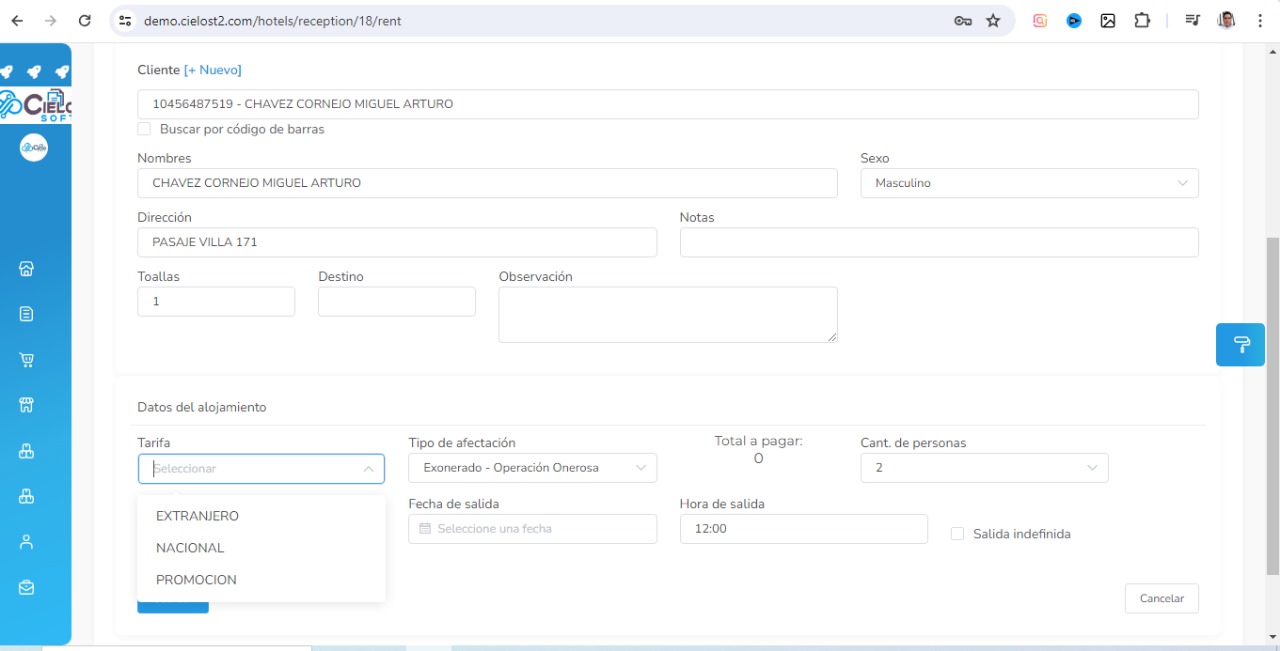 demo.cielost2.com/hotels/reception/18/rent
CIELO
SOFT
Cliente [+ Nuevo]
10456487519 - CHAVEZ CORNEJO MIGUEL ARTURO
Buscar por código de barras
Nombres
Sexo
CHAVEZ CORNEJO MIGUEL ARTURO
Masculino
Dirección
Notas
PASAJE VILLA 171
Toallas
Destino
Observación
1
Datos del alojamiento
Tarifa
Tipo de afectación
Total a pagar:
Cant. de personas
Seleccionar
Exonerado - Operación Onerosa
0
2
EXTRANJERO
NACIONAL
PROMOCION
Fecha de salida
Hora de salida
Seleccione una fecha
12:00
Salida indefinida
Cancelar